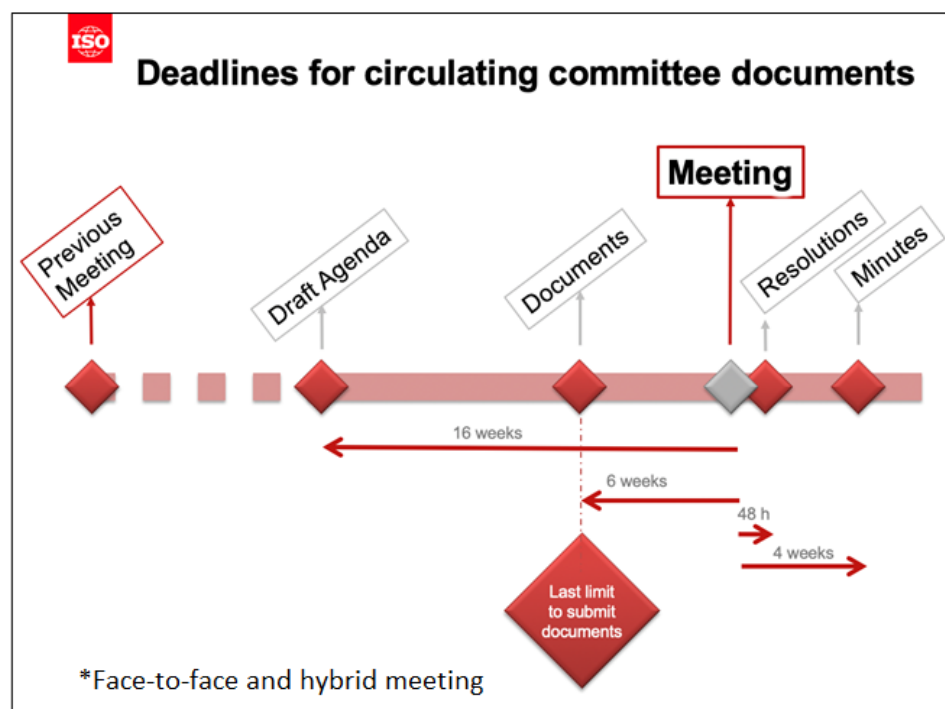 ISO
Deadlines for circulating committee documents
Meeting
Previous
Meeting
Draft Agenda
Documents
Resolutions
Minutes
16 weeks
6 weeks
48 h
4 weeks
Last limit
to submit
documents
*Face-to-face and hybrid meeting